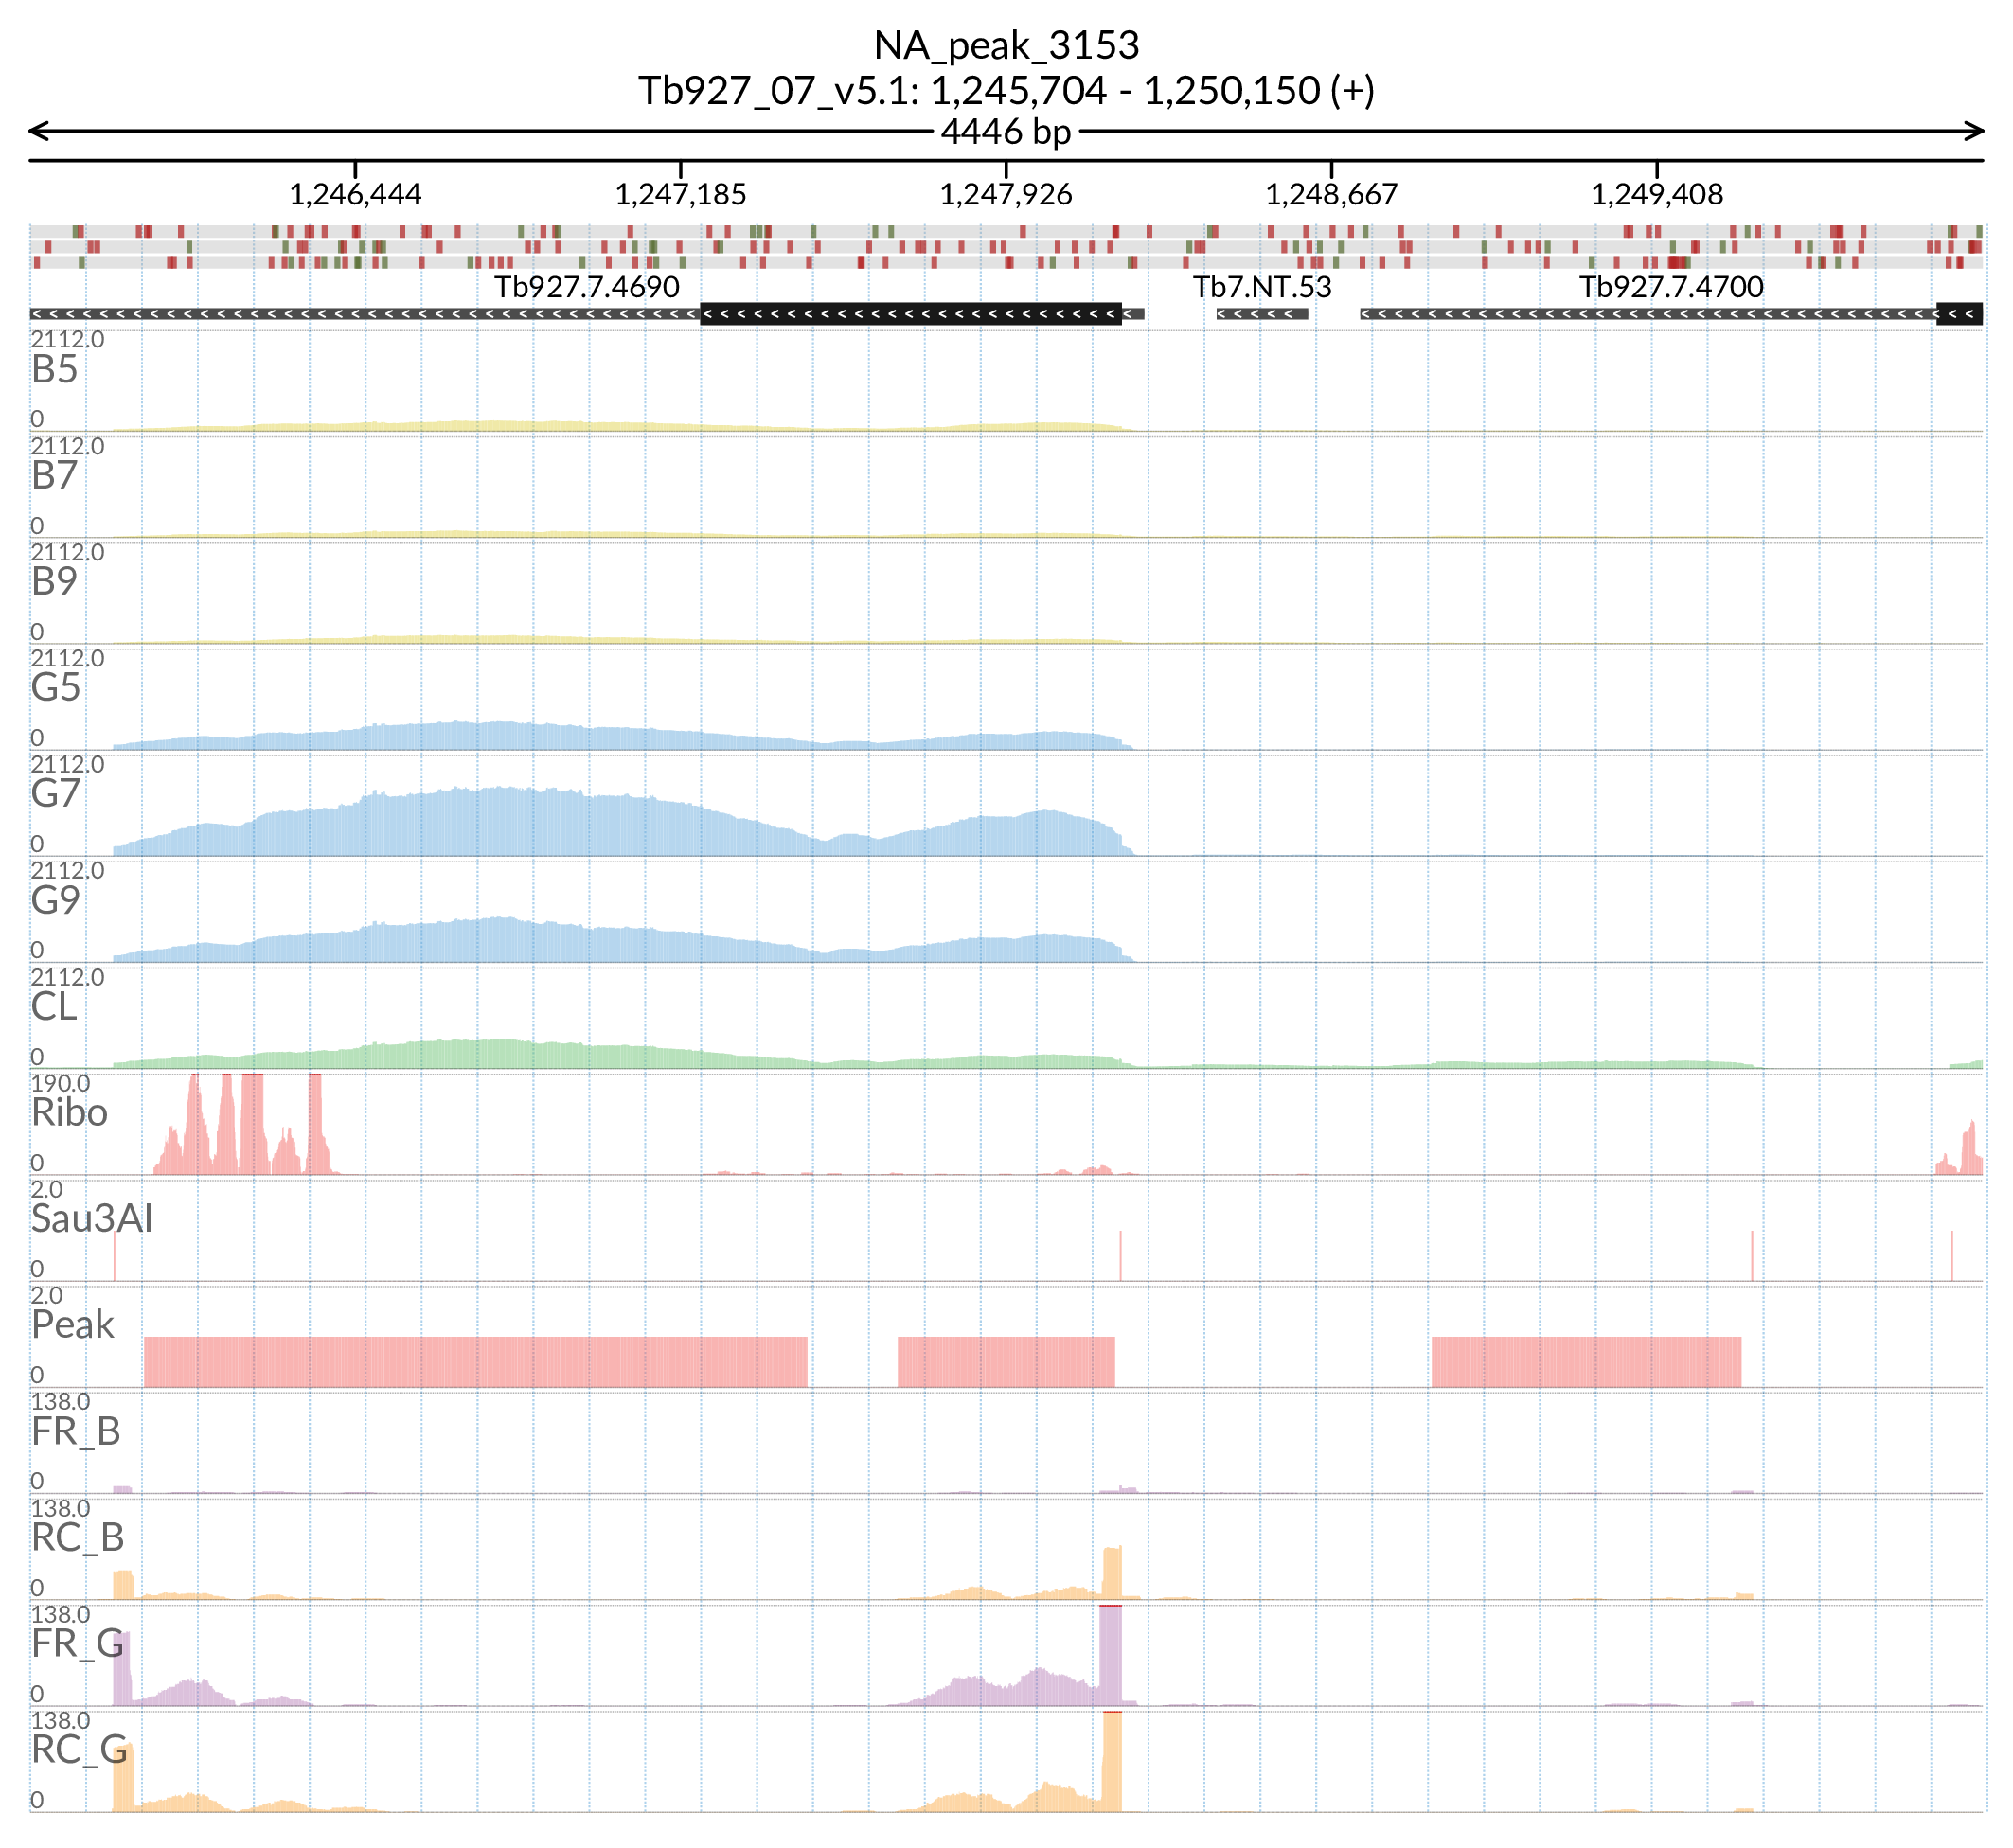 NA_peak_3153
Tb927_07_v5.1: 1,245,704 - 1,250,150 (+)
4446 bp
1,246,444 1,247,185 1,247,926 1,248,667 1,249,408
Tb927.7.4690 Tb7.NT.53 Tb927.7.4700
2112.0
B5
0
2112.0
B7
0
2112.0
B9
0
2112.0
G5
0
2112.0
G7
0
2112.0
G9
0
2112.0
CL
0
190.0
Ribo
0
2.0
Sau3AI
0
2.0
Peak
0
138.0
FR_B
0
138.0
RC_B
0
138.0
FR_G
0
138.0
RC_G
0